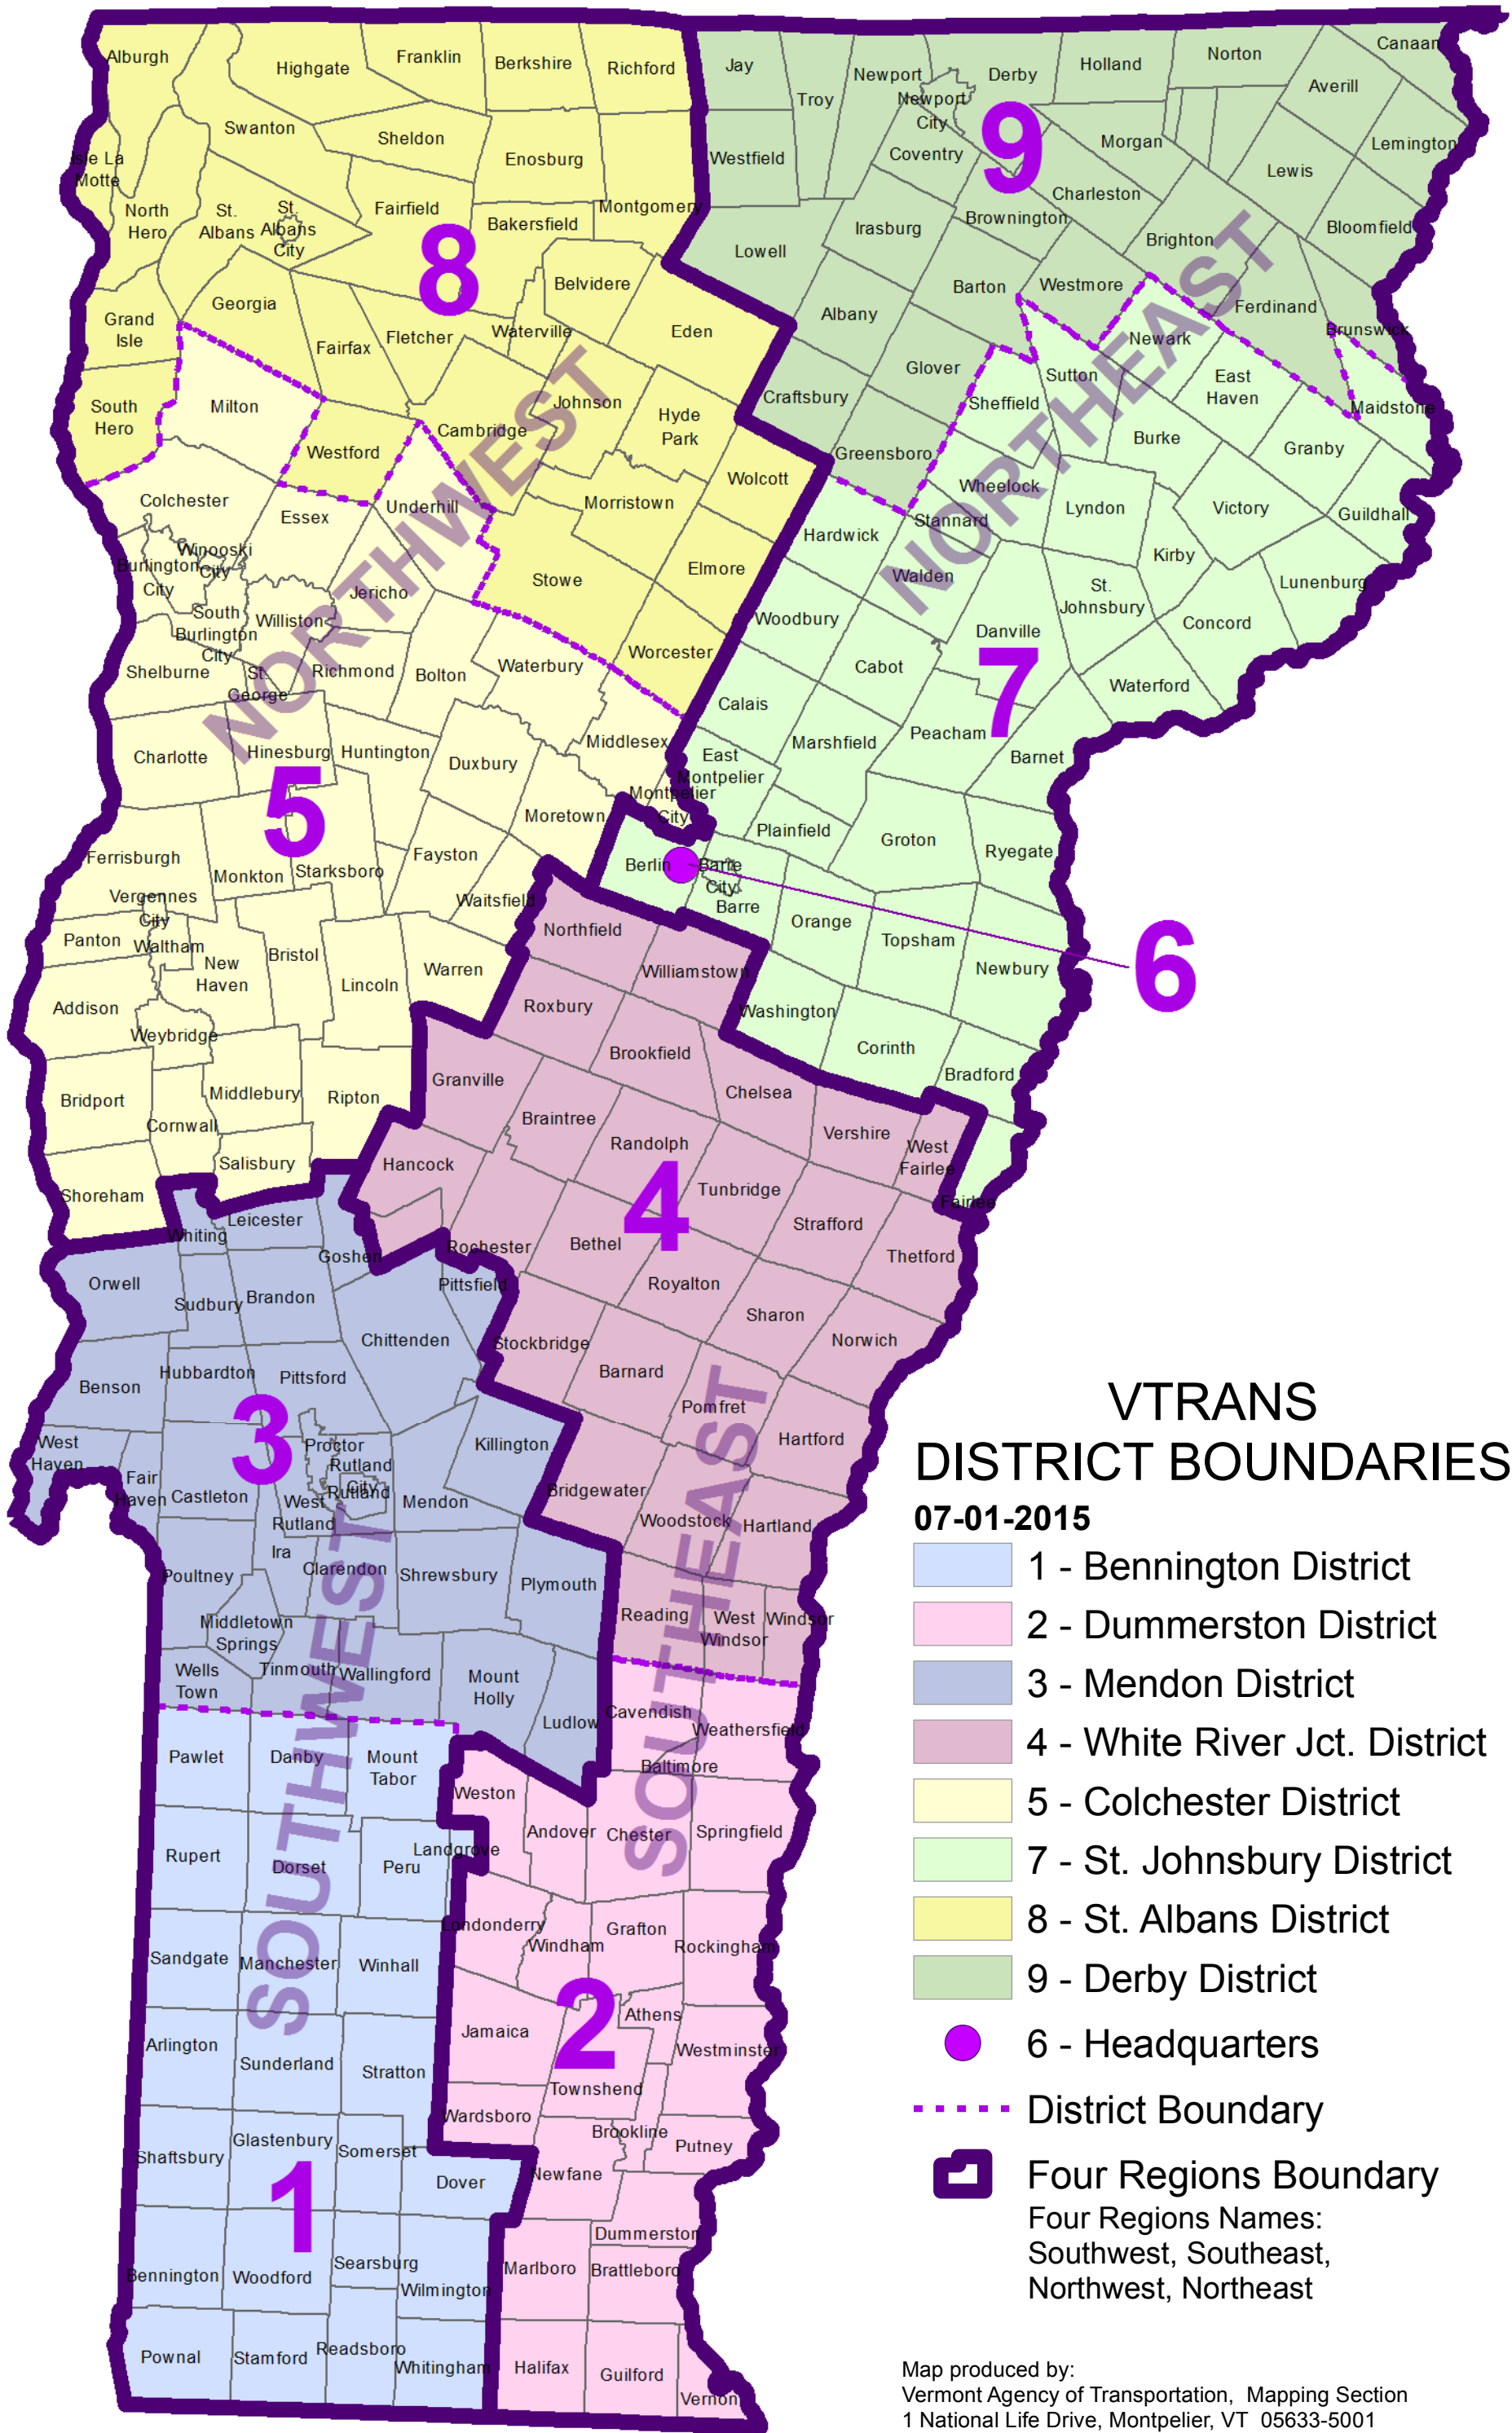 Alburgh
Highgate
Franklin
Berkshire
Richford
Jay
Troy
Newport
Newport
City
Derby
Holland
Norton
Canaan
Averill
Swanton
Sheldon
Enosburg
Westfield
Coventry
9
Morgan
Lemington
Isle La
Motte
North
Hero
St.
Albans
St.
Albans
City
Fairfield
Bakersfield
Montgomery
8
Lowell
Irasburg
Brownington
Charleston
Lewis
Brighton
Bloomfield
Grand
Isle
Georgia
Fairfax
Fletcher
Waterville
Belvidere
Eden
Albany
Barton
Westmore
Ferdinand
Brunswick
Newark
South
Hero
Milton
Westford
Cambridge
Johnson
Hyde
Park
Craftsbury
Glover
Sheffield
Sutton
East
Haven
Maidstone
Greensboro
Burke
Granby
NORTHWEST
NORTHEAST
Colchester
Essex
Underhill
Morristown
Wolcott
Hardwick
Stannard
Wheelock
Lyndon
Victory
Guildhall
Winooski
City
Burlington
City
South
Burlington
City
Williston
Jericho
Stowe
Elmore
Walden
Kirby
St.
Johnsbury
Lunenburg
Woodbury
Danville
Concord
Shelburne
St.
George
Richmond
Bolton
Waterbury
Worcester
Cabot
7
Waterford
Calais
Charlotte
Hinesburg
Huntington
Duxbury
Middlesex
Marshfield
Peacham
Barnet
East
Montpelier
Montpelier
City
5
Moretown
Plainfield
Groton
Ryegate
Ferrisburgh
Monkton
Starksboro
Fayston
Berlin
Barre
City
Barre
Vergennes
City
Waitsfield
Northfield
Orange
Topsham
Newbury
6
Panton
Waltham
New
Haven
Bristol
Lincoln
Warren
Williamstown
Addison
Weybridge
Roxbury
Washington
Corinth
Bradford
Bridport
Cornwall
Middlebury
Ripton
Granville
Brookfield
Chelsea
Braintree
Randolph
Vershire
West
Fairlee
Fairlee
Salisbury
Hancock
4
Tunbridge
Strafford
Shoreham
Whiting
Leicester
Goshen
Rochester
Bethel
Thetford
Orwell
Sudbury
Brandon
Pittsfield
Royalton
Sharon
Norwich
Chittenden
Stockbridge
Barnard
Benson
Hubbardton
Pittsford
Pomfret
Hartford
3
West
Haven
Fair
Haven
Castleton
Proctor
Rutland
City
Rutland
West
Rutland
Mendon
Killington
Bridgewater
Woodstock
Hartland
Poultney
Ira
Clarendon
Shrewsbury
Plymouth
Middletown
Springs
Reading
West
Windsor
Windsor
Wells
Town
Tinmouth
Wallingford
Mount
Holly
Ludlow
SOUTHWEST
SOUTHEAST
Cavendish
Weathersfield
Baltimore
Pawlet
Danby
Mount
Tabor
Weston
Andover
Chester
Springfield
Rupert
Dorset
Peru
Landgrove
Londonderry
Windham
Grafton
Rockingham
Sandgate
Manchester
Winhall
Arlington
Sunderland
Stratton
Jamaica
2
Athens
Westminster
Townshend
Wardsboro
Brookline
Putney
Shaftsbury
Glastenbury
Somerset
Dover
Newfane
1
Dummerston
Bennington
Woodford
Searsburg
Wilmington
Marlboro
Brattleboro
Pownal
Stamford
Readsboro
Whitingham
Halifax
Guilford
Vernon
VTRANS
DISTRICT BOUNDARIES
07-01-2015
1 - Bennington District
2 - Dummerston District
3 - Mendon District
4 - White River Jct. District
5 - Colchester District
7 - St. Johnsbury District
8 - St. Albans District
9 - Derby District
6 - Headquarters
District Boundary
Four Regions Boundary
Four Regions Names:
Southwest, Southeast,
Northwest, Northeast
Map produced by:
Vermont Agency of Transportation, Mapping Section
1 National Life Drive, Montpelier, VT 05633-5001